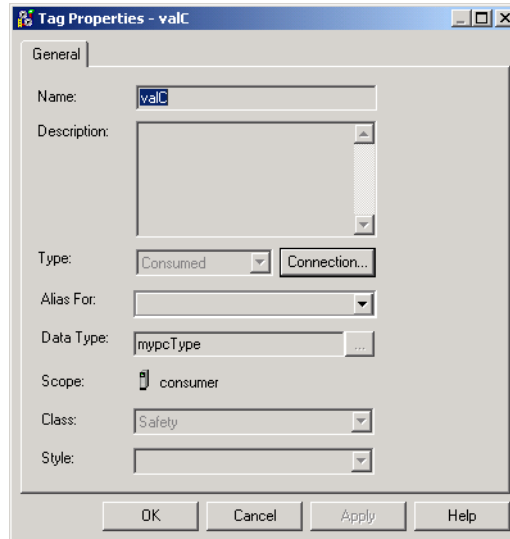 Tag Properties - valC
General
Name: valC
Description:
Type: Consumed Connection...
Alias For:
Data Type: mypcType ...
Scope: consumer
Class: Safety
Style:
OK Cancel Apply Help